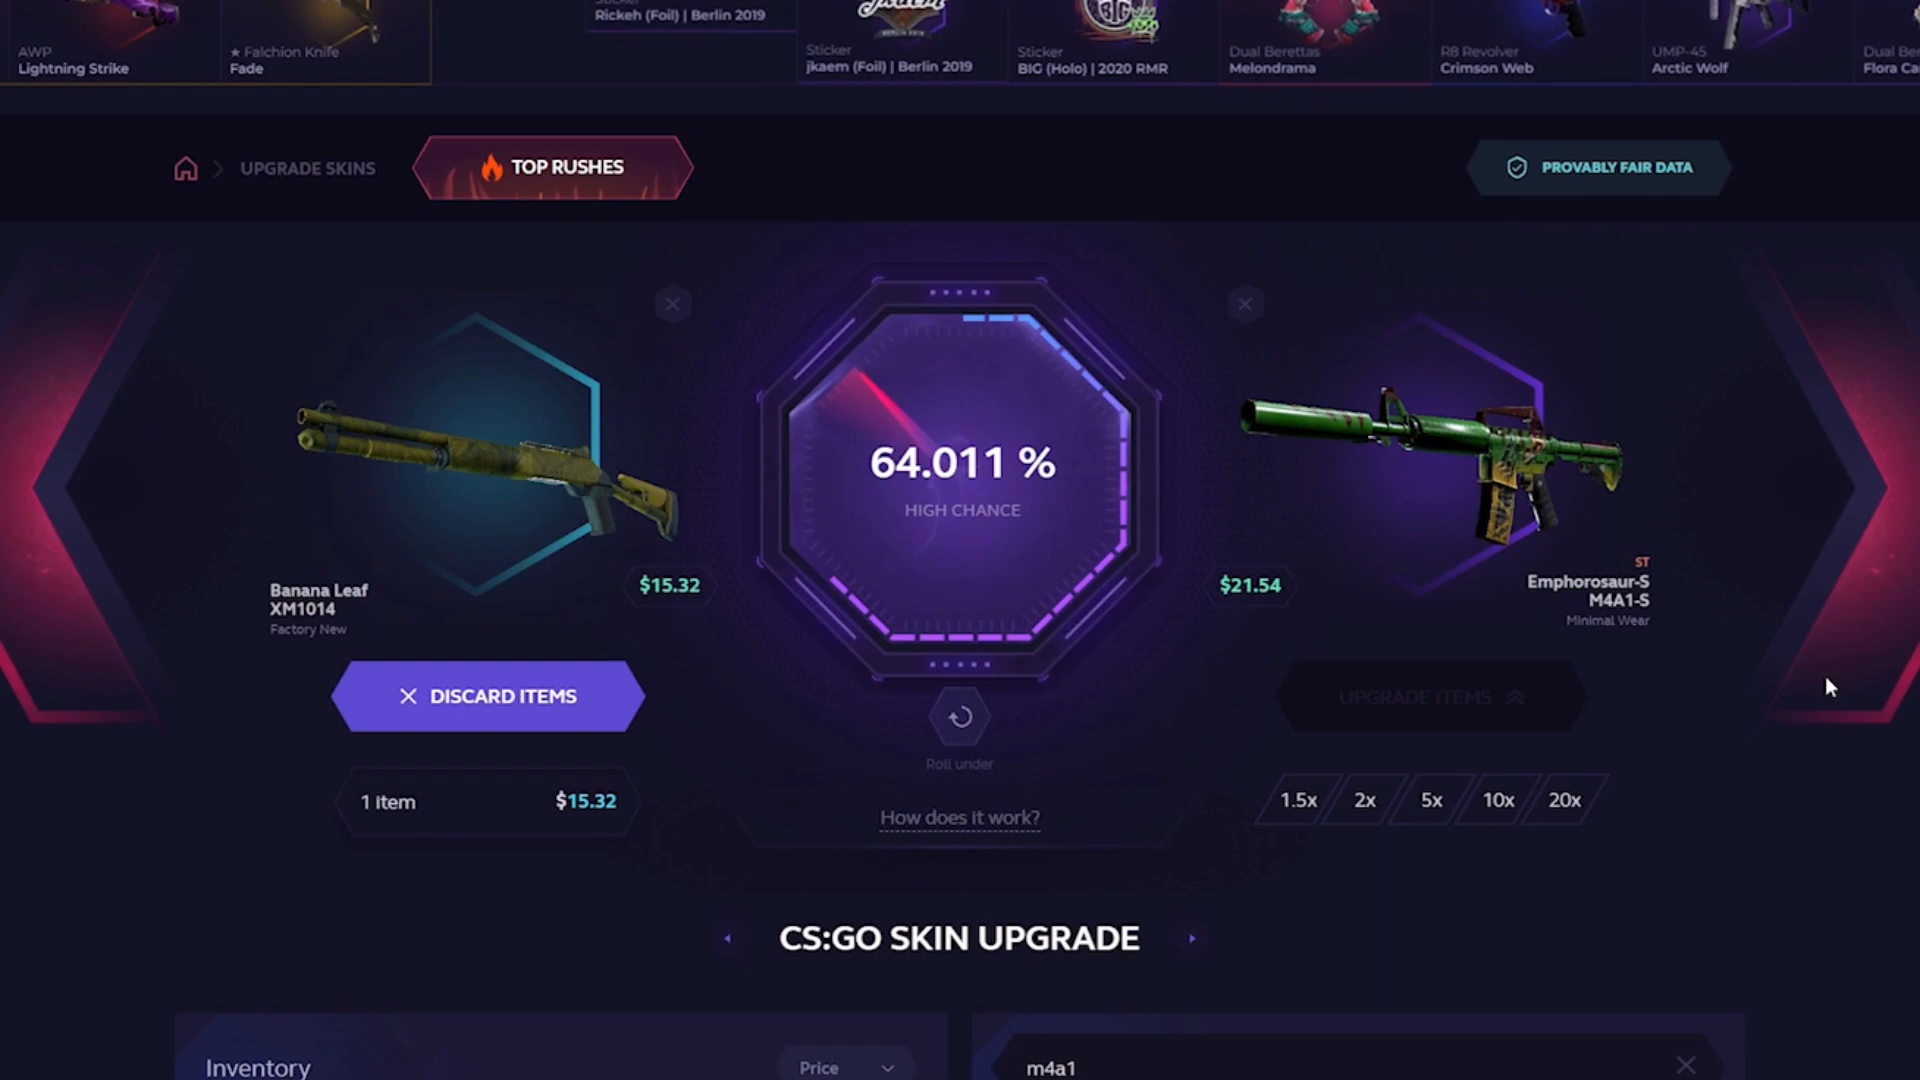 Rickeh (Foil) | Berlin 2019
AWP
Lightning Strike
★ Falchion Knife
Fade
Sticker
jkaem (Foil) | Berlin 2019
Sticker
BIG (Holo) | 2020 RMR
Dual Berettas
Melondrama
R8 Revolver
Crimson Web
UMP-45
Arctic Wolf
UPGRADE SKINS
TOP RUSHES
PROVABLY FAIR DATA
64.011 %
HIGH CHANCE
Banana Leaf
XM1014
Factory New
$15.32
$21.54
ST
Emphorosaur-S
M4A1-S
Minimal Wear
DISCARD ITEMS
UPGRADE ITEMS
Roll under
1 item
$15.32
How does it work?
1.5x
2x
5x
10x
20x
CS:GO SKIN UPGRADE
Inventory
Price
m4a1